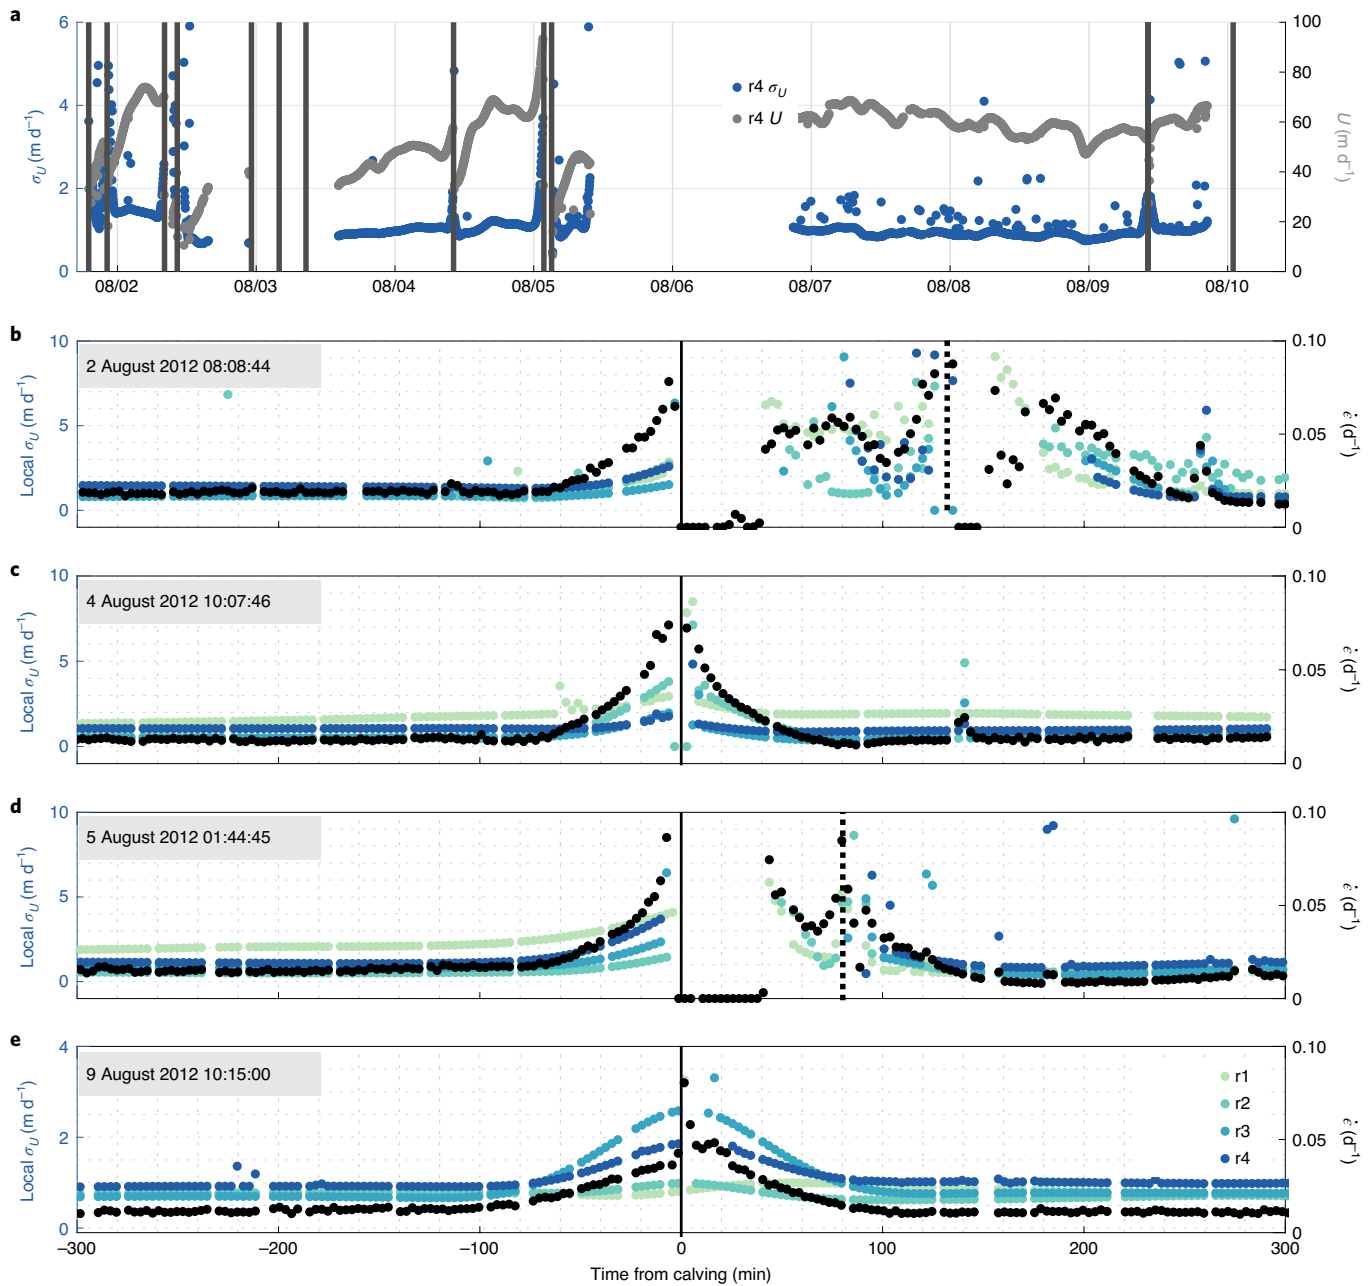 a
6
4
2
0
σU (m d⁻¹)
r4 σU
r4 U
100
80
60
40
20
0
U (m d⁻¹)
08/02 08/03 08/04 08/05 08/06 08/07 08/08 08/09 08/10
b
2 August 2012 08:08:44
10
5
0
Local σU (m d⁻¹)
0.10
0.05
0
ε̇ (d⁻¹)
c
4 August 2012 10:07:46
10
5
0
Local σU (m d⁻¹)
0.10
0.05
0
ε̇ (d⁻¹)
d
5 August 2012 01:44:45
10
5
0
Local σU (m d⁻¹)
0.10
0.05
0
ε̇ (d⁻¹)
e
9 August 2012 10:15:00
4
2
0
Local σU (m d⁻¹)
r1
r2
r3
r4
0.10
0.05
0
ε̇ (d⁻¹)
–300 –200 –100 0 100 200 300
Time from calving (min)